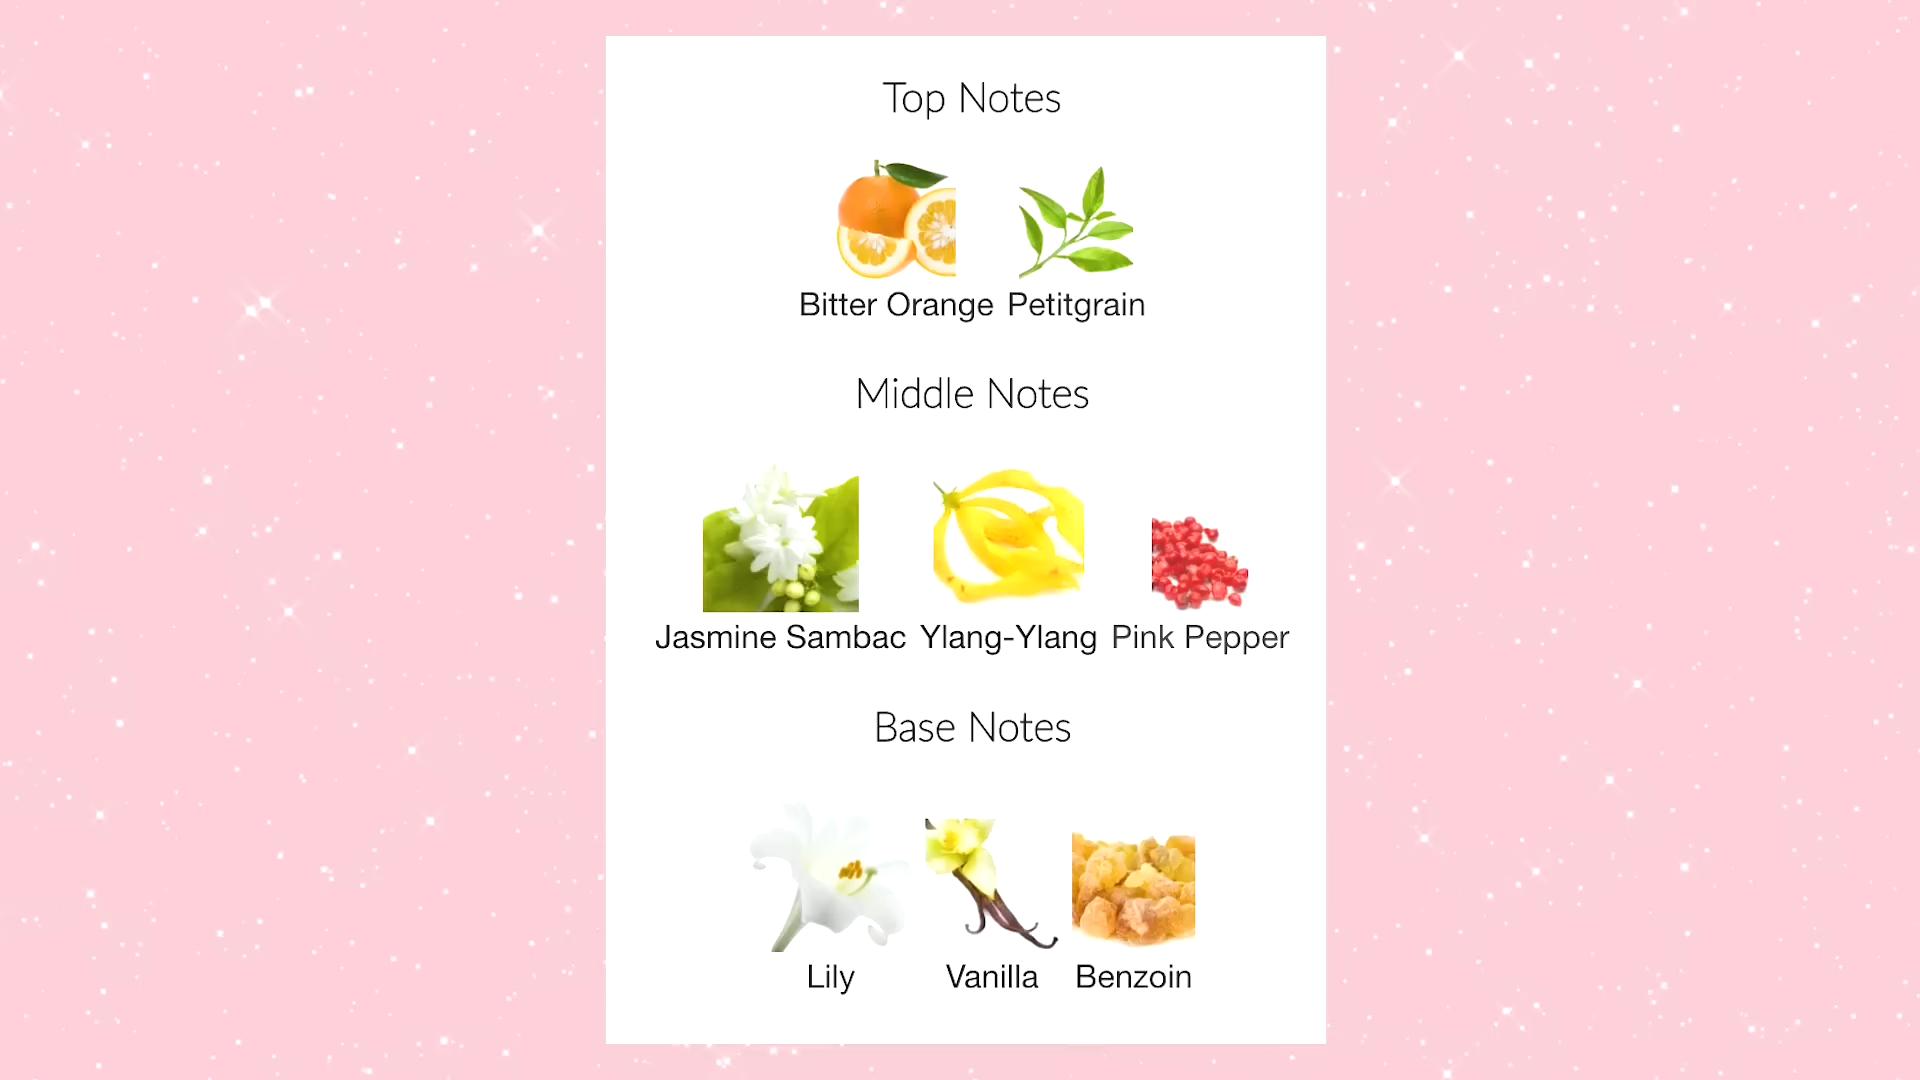 Top Notes
Bitter Orange Petitgrain
Middle Notes
Jasmine Sambac Ylang-Ylang Pink Pepper
Base Notes
Lily Vanilla Benzoin